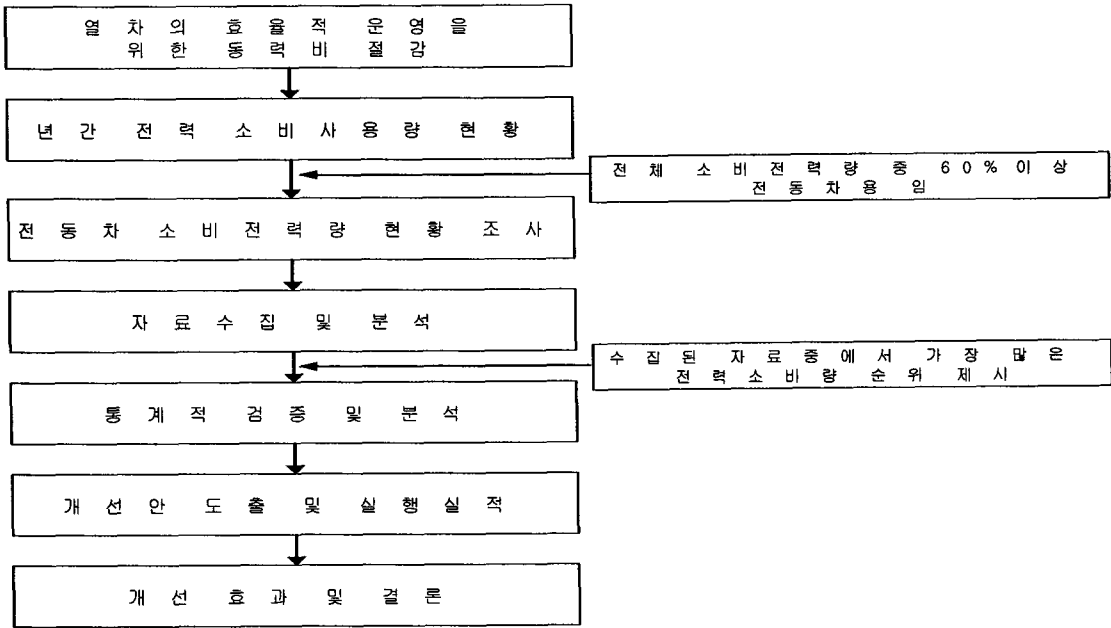 열차의 효율적 운영을
위한 동력비 절감
년간 전력 소비사용량 현황
전체 소비전력량 중 60%이상
전동차용임
전동차 소비전력량 현황 조사
자료수집 및 분석
수집된 자료중에서 가장 많은
전력소바량 순위 제시
통계적 검증 및 분석
개선안 도출 및 실행실적
개선 효과 및 결론